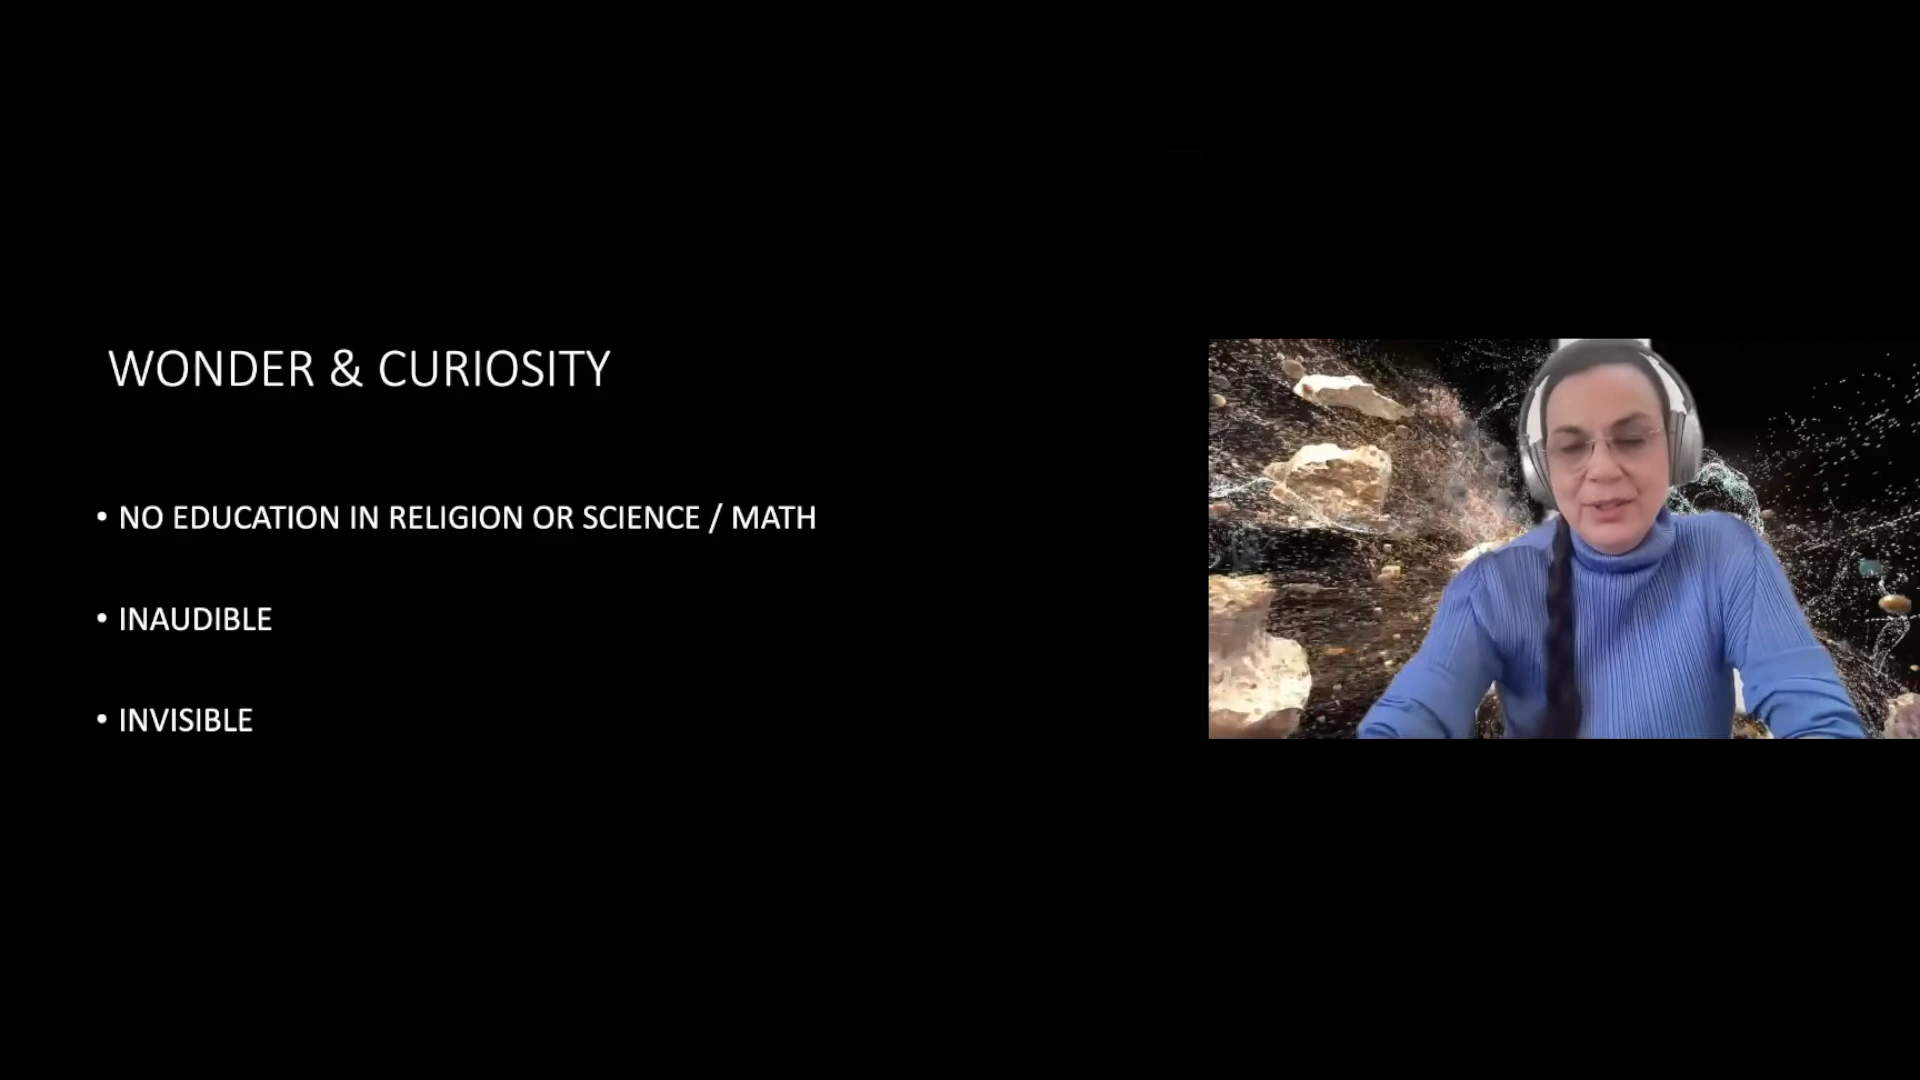 WONDER & CURIOSITY
• NO EDUCATION IN RELIGION OR SCIENCE / MATH
• INAUDIBLE
• INVISIBLE